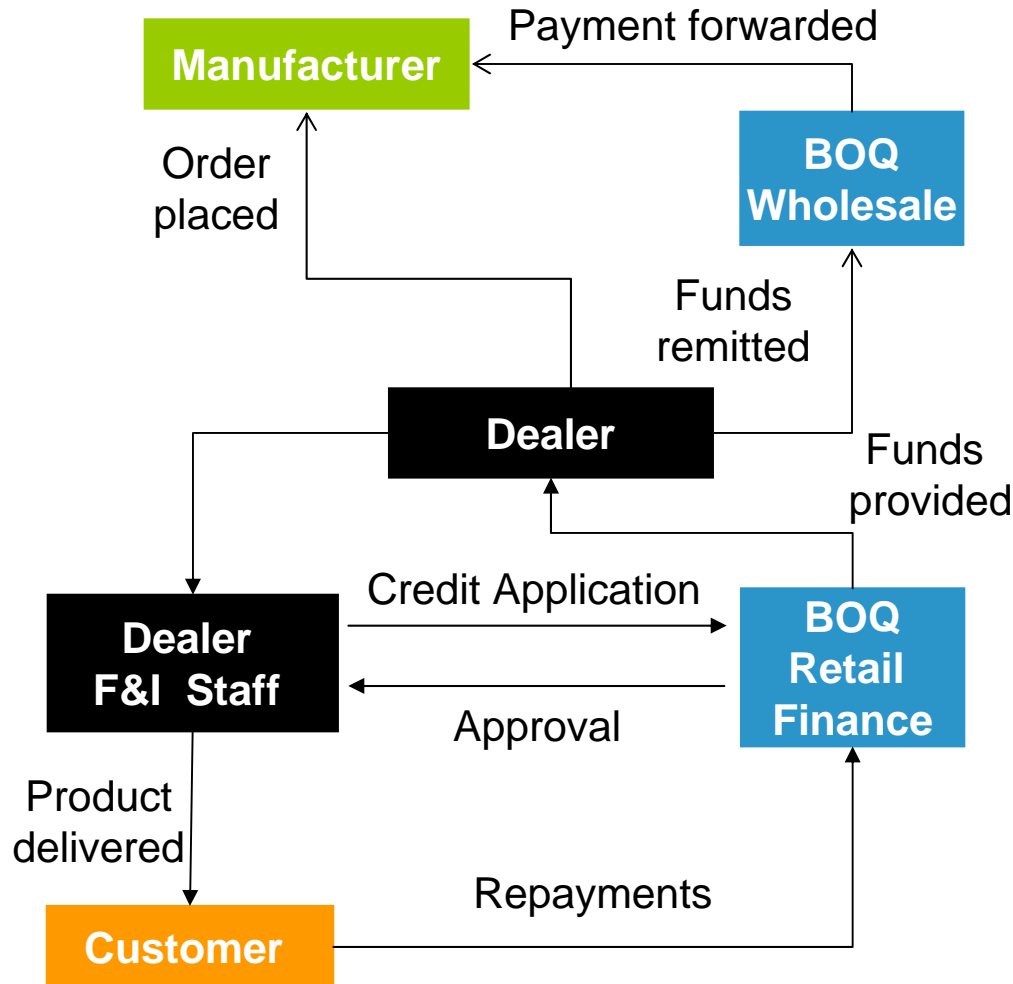 Payment forwarded
Manufacturer
Order
placed
BOQ
Wholesale
Funds
remitted
Dealer
Funds
provided
Credit Application
Dealer
F&I Staff
BOQ
Retail
Finance
Approval
Product
delivered
Repayments
Customer